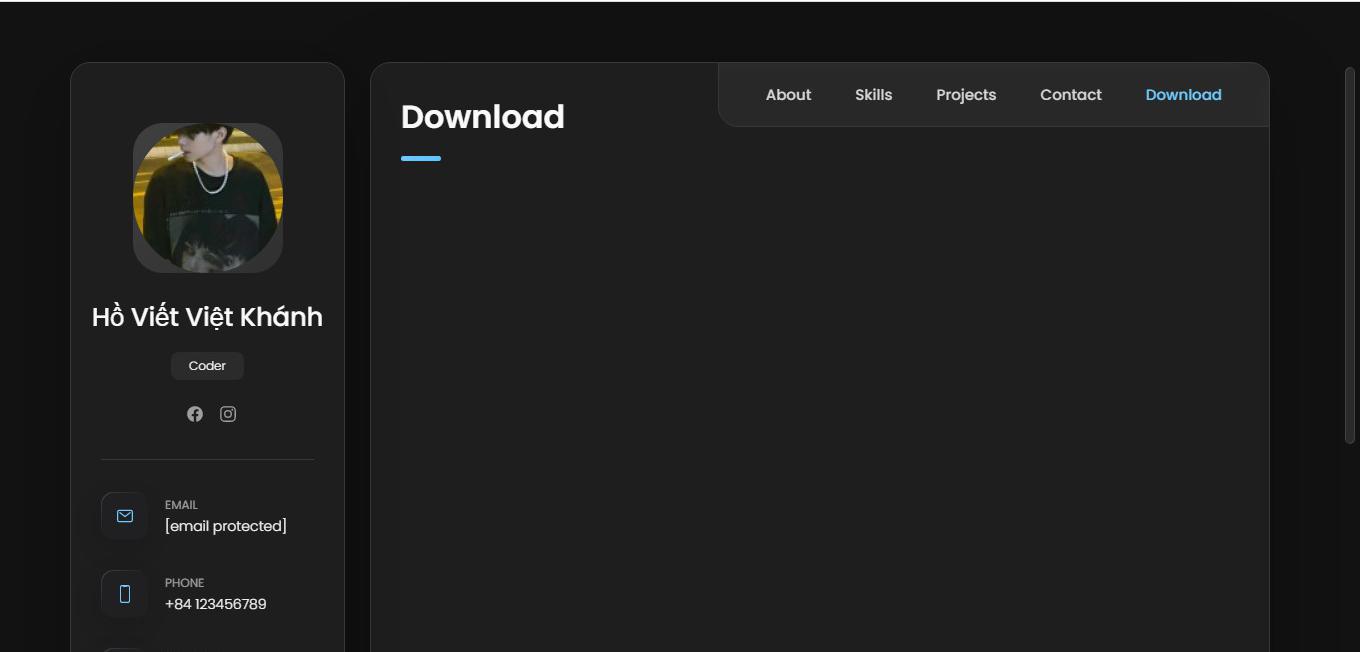 Hồ Viết Việt Khánh
Coder
EMAIL
[email protected]
PHONE
+84 123456789
Download
About Skills Projects Contact Download